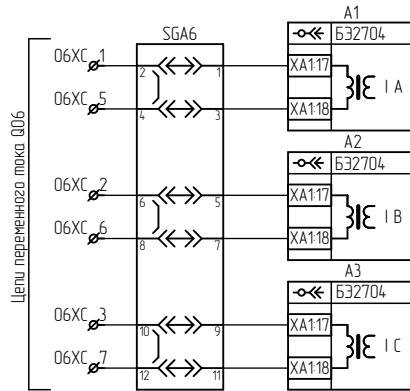 Цепи переменного тока Q06
SGA6
06XC 1
06XC 5
2 1
4 3
A1
БЭ2704
XA1:17
XA1:18
I A
06XC 2
06XC 6
6 5
8 7
A2
БЭ2704
XA1:17
XA1:18
I B
06XC 3
06XC 7
10 9
12 11
A3
БЭ2704
XA1:17
XA1:18
I C